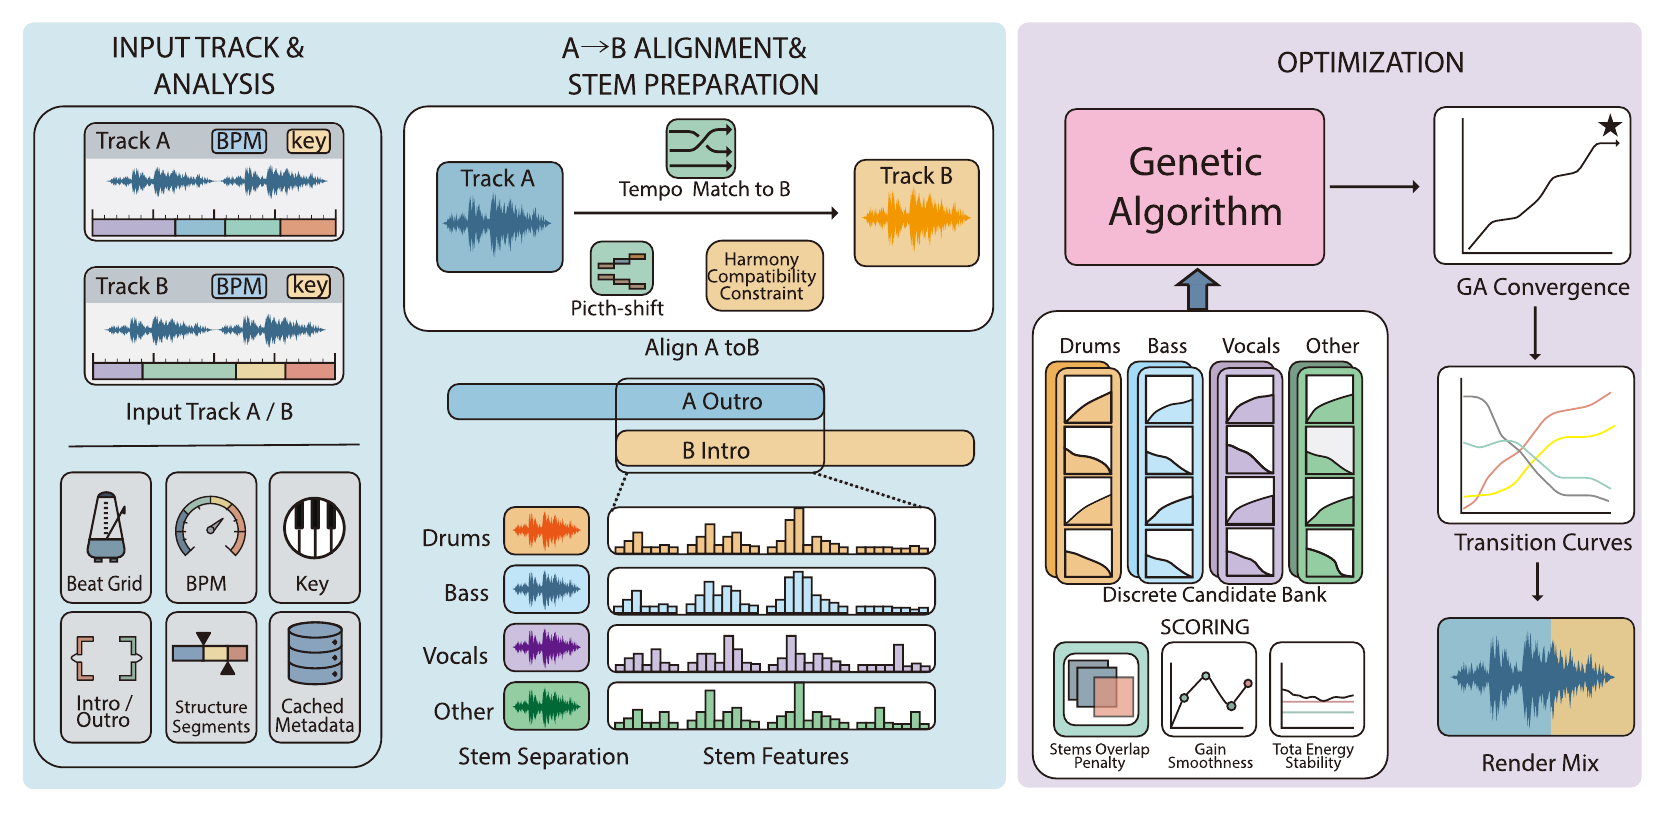 INPUT TRACK &
ANALYSIS
Track A BPM key
Track B BPM key
Input Track A / B
Beat Grid
BPM
Key
Intro /
Outro
Structure
Segments
Cached
Metadata
A→B ALIGNMENT&
STEM PREPARATION
Track A
Tempo Match to B
Track B
Picth-shift
Harmony
Compatibility
Constraint
Align A toB
A Outro
B Intro
Drums
Bass
Vocals
Other
Stem Separation
Stem Features
OPTIMIZATION
Genetic
Algorithm
GA Convergence
Drums Bass Vocals Other
Discrete Candidate Bank
SCORING
Stems Overlap
Penalty
Gain
Smoothness
Tota Energy
Stability
Transition Curves
Render Mix